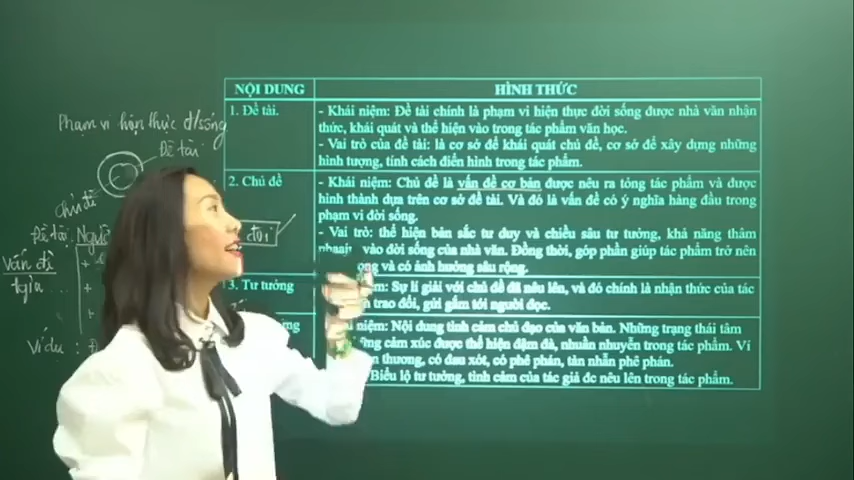 NỘI DUNG
HÌNH THỨC
1. Đề tài.
- Khái niệm: Đề tài chính là phạm vi hiện thực đời sống được nhà văn nhận
thức, khái quát và thể hiện vào trong tác phẩm văn học.
- Vai trò của đề tài: là cơ sở để khái quát chủ đề, cơ sở để xây dựng những
hình tượng, tính cách điển hình trong tác phẩm.
2. Chủ đề
- Khái niệm: Chủ đề là vấn đề cơ bản được nêu ra tỏng tác phẩm và được
hình thành dựa trên cơ sở đề tài. Và đó là vấn đề có ý nghĩa hàng đầu trong
phạm vi đời sống.
- Vai trò: thể hiện bản sắc tư duy và chiều sâu tư tưởng, khả năng thâm
vào đời sống của nhà văn. Đồng thời, góp phần giúp tác phẩm trở nên
và có ảnh hưởng sâu rộng.
3. Tư tưởng
Sự lí giải với chủ đề đã nêu lên, và đó chính là nhận thức của tác
trao đổi, gửi gắm tới người đọc.
niệm: Nội dung tình cảm chủ đạo của văn bản. Những trạng thái tâm
cảm xúc được thể hiện đậm đà, nhuần nhuyễn trong tác phẩm. Ví
thương, có đau xót, có phê phán, tàn nhẫn phê phán.
Biểu lộ tư tưởng, tình cảm của tác giả đc nêu lên trong tác phẩm.
Phạm vi hiện thực đ/sống
Đề tài
Chủ đề
Đề tài: Người
vấn đề
ví dụ: